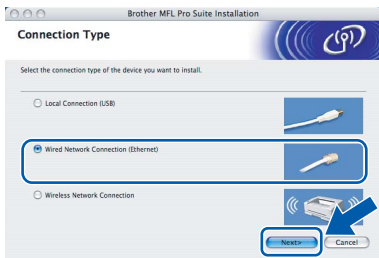 Brother MFL Pro Suite Installation
Connection Type
Select the connection type of the device you want to install.
Local Connection (USB)
Wired Network Connection (Ethernet)
Wireless Network Connection
Next> Cancel